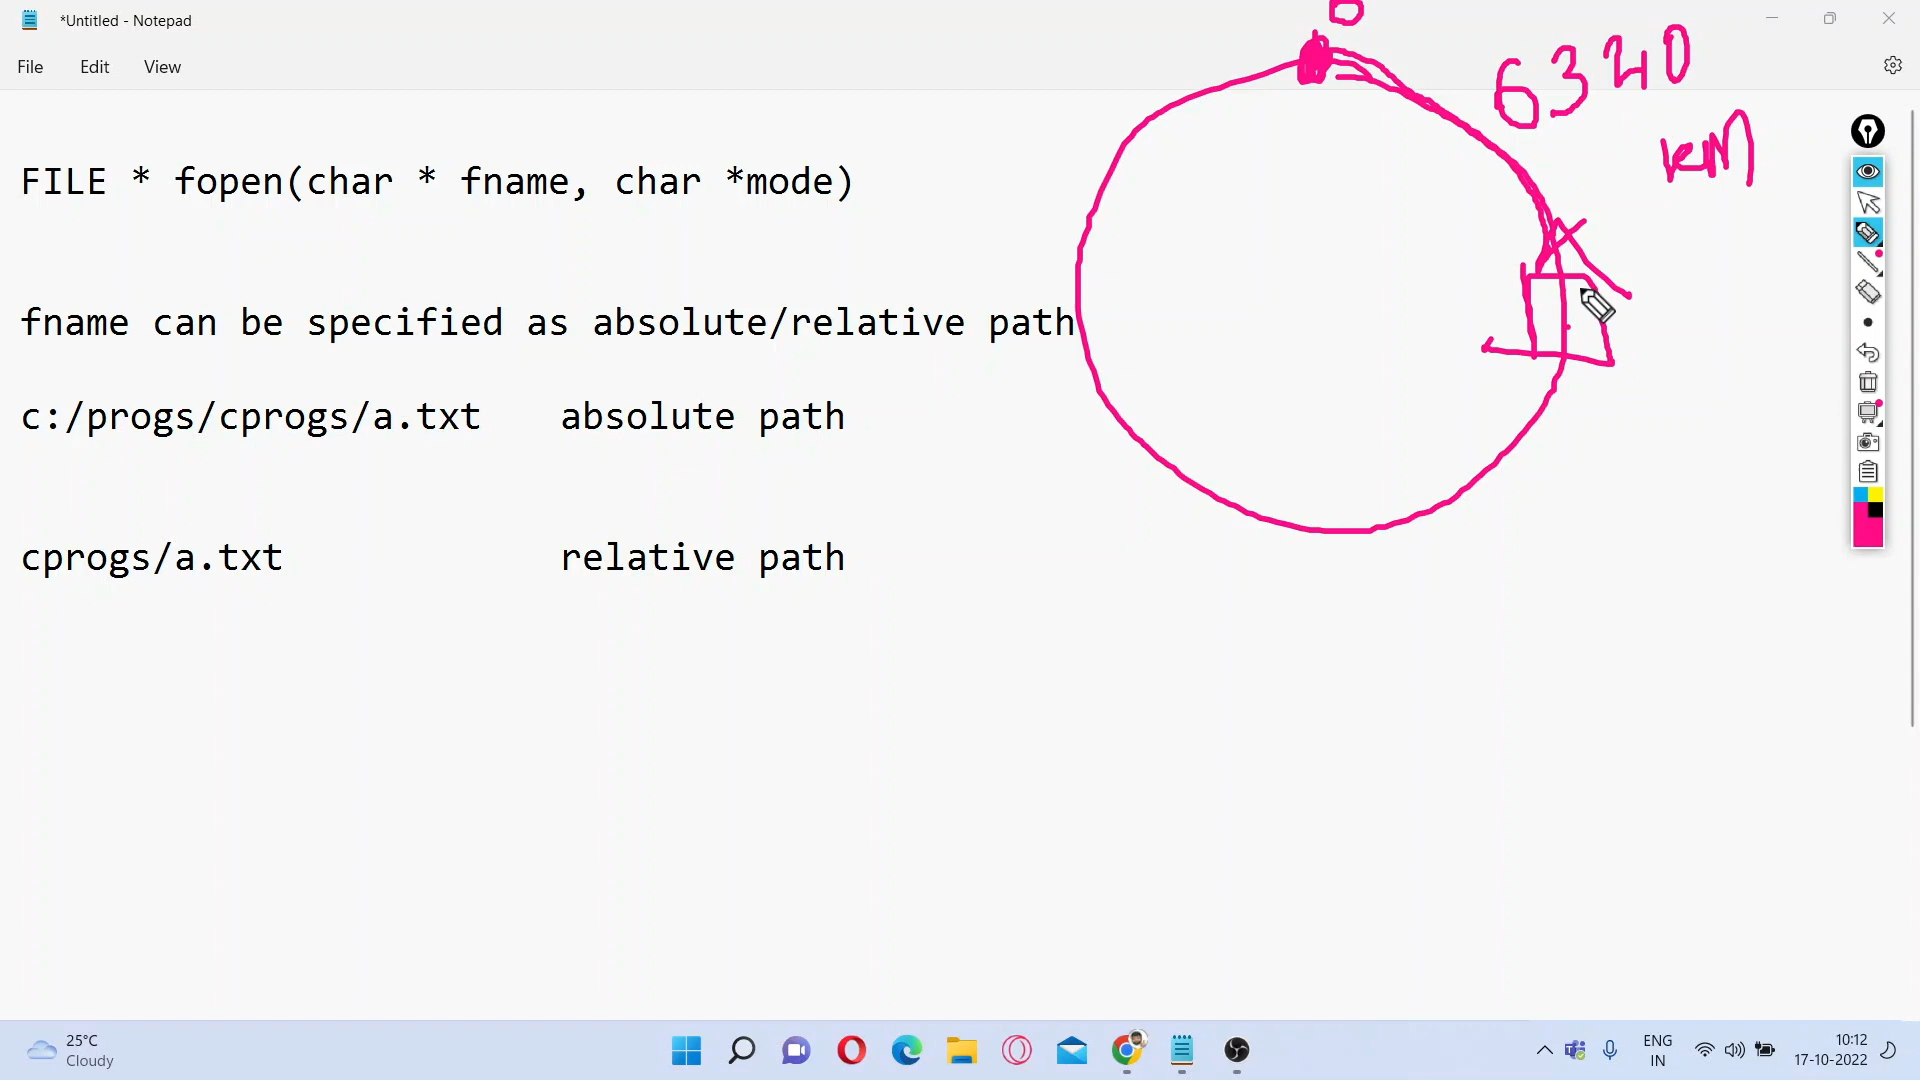 *Untitled - Notepad
File Edit View
6340
KM
FILE * fopen(char * fname, char *mode)
fname can be specified as absolute/relative path
c:/progs/cprogs/a.txt absolute path
cprogs/a.txt relative path
25°C
Cloudy
ENG
IN
10:12
17-10-2022